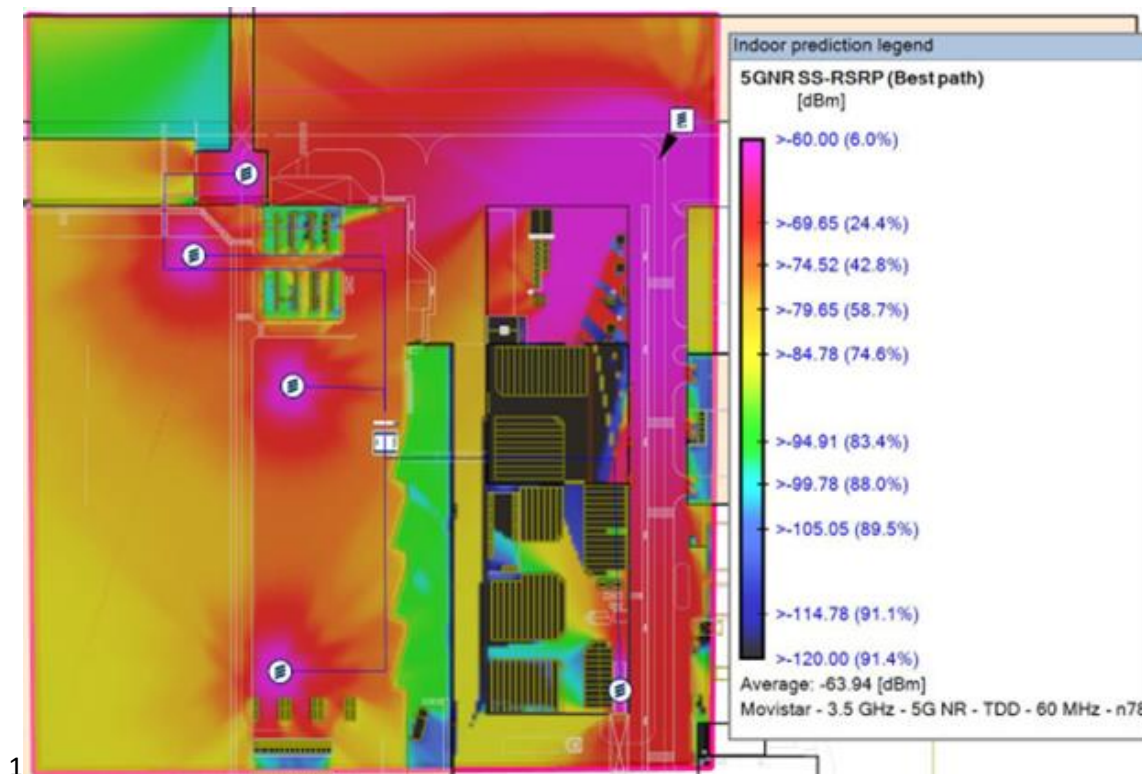 Indoor prediction legend
5GNR SS-RSRP (Best path)
[dBm]
>-60.00 (6.0%)
>-69.65 (24.4%)
>-74.52 (42.8%)
>-79.65 (58.7%)
>-84.78 (74.6%)
>-94.91 (83.4%)
>-99.78 (88.0%)
>-105.05 (89.5%)
>-114.78 (91.1%)
>-120.00 (91.4%)
Average: -63.94 [dBm]
Movistar - 3.5 GHz - 5G NR - TDD - 60 MHz - n78
1